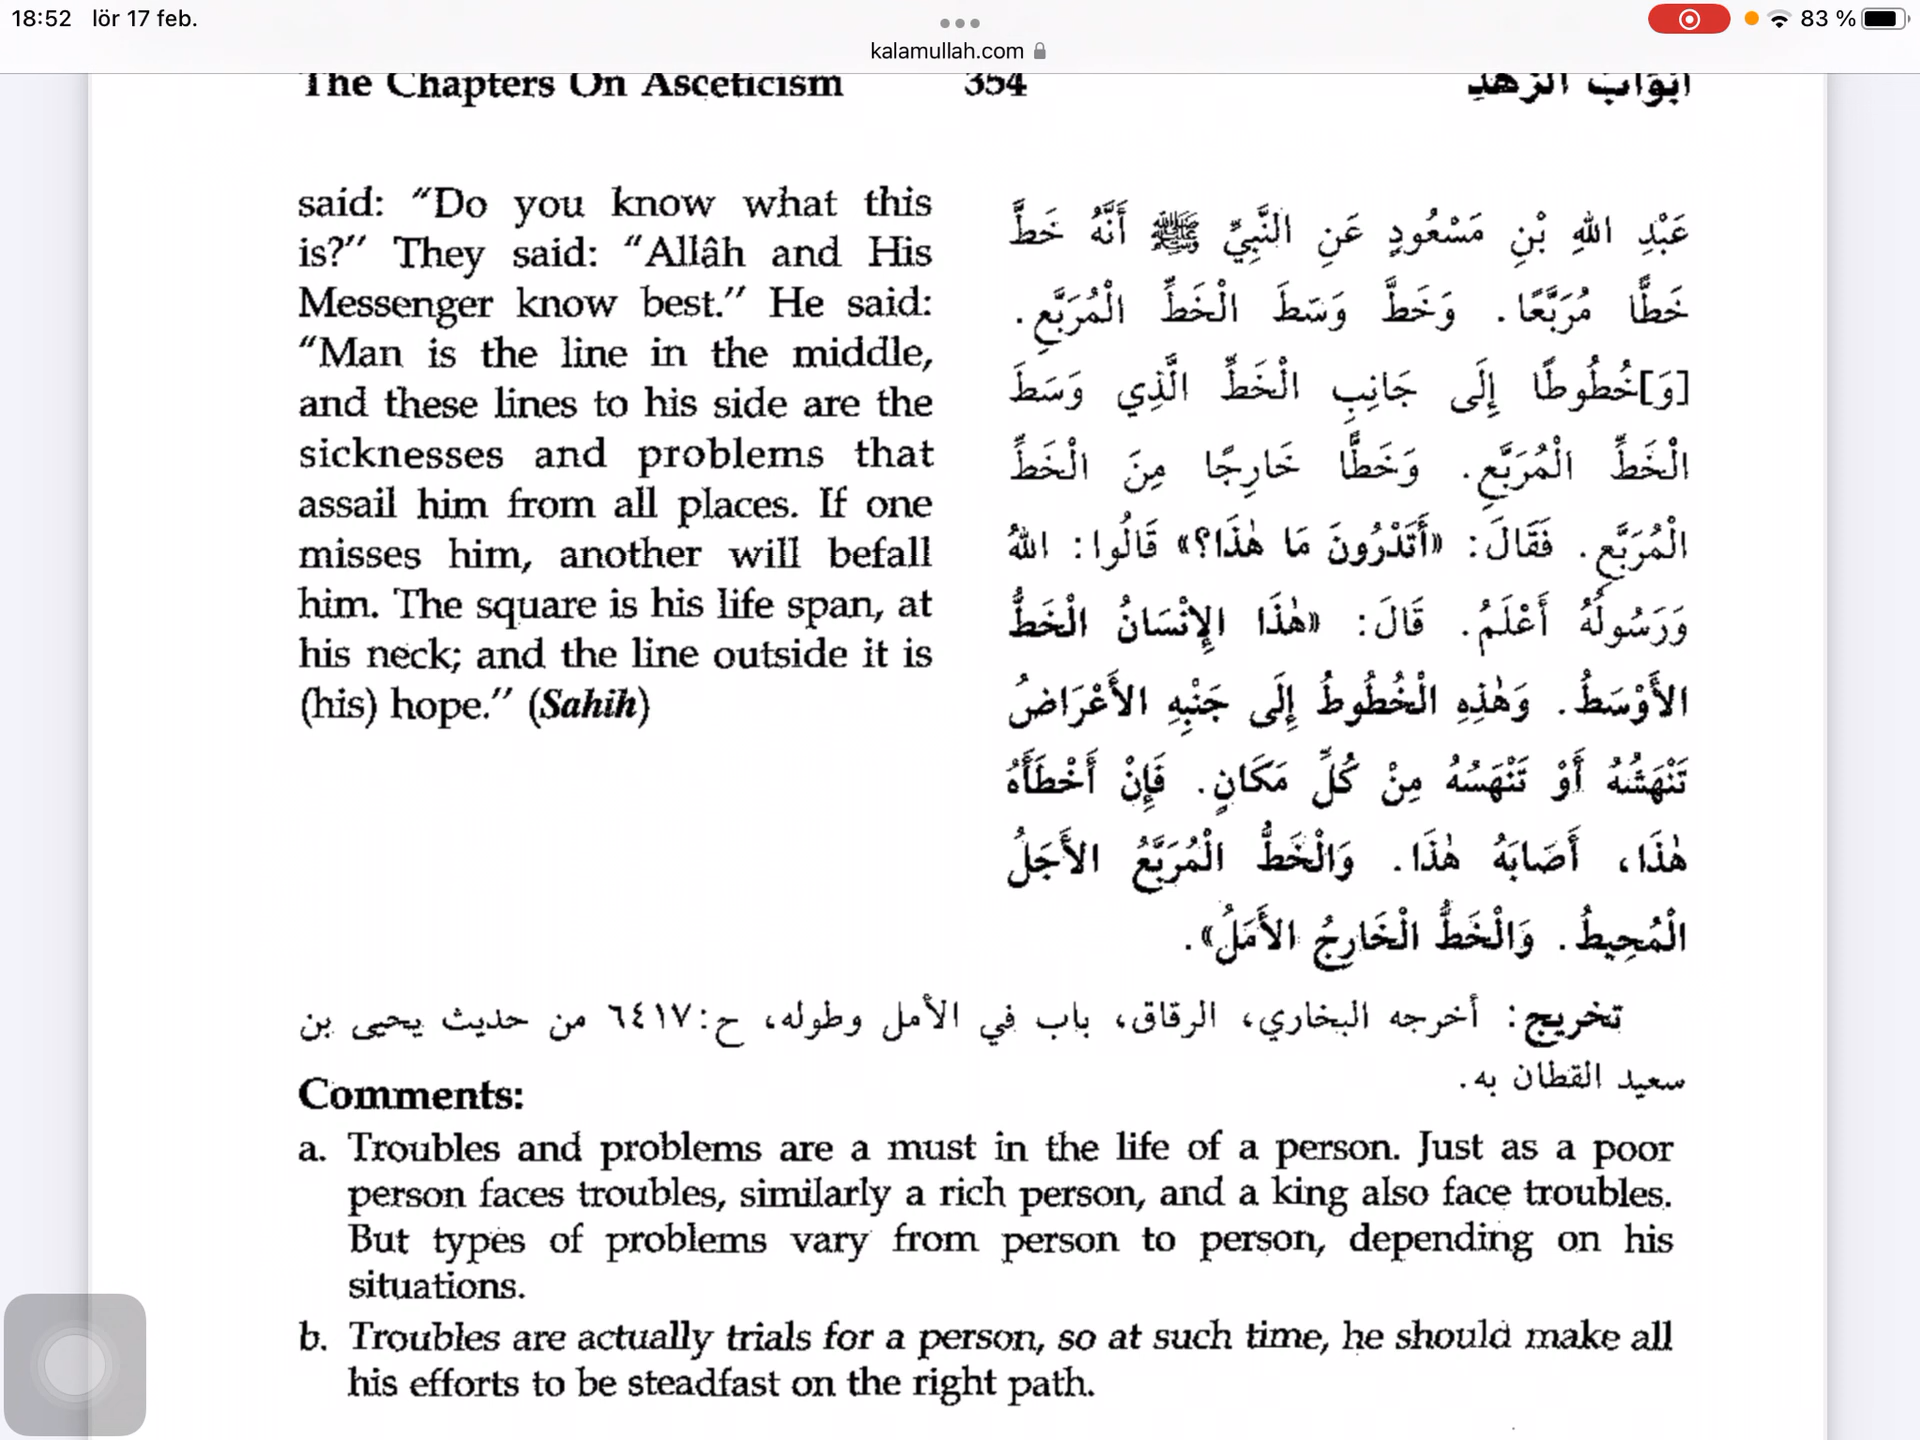 18:52 lör 17 feb.
83 %
kalamullah.com
The Chapters On Asceticism 354 أبواب الزهد
said: “Do you know what this
is?” They said: “Allâh and His
Messenger know best.” He said:
“Man is the line in the middle,
and these lines to his side are the
sicknesses and problems that
assail him from all places. If one
misses him, another will befall
him. The square is his life span, at
his neck; and the line outside it is
(his) hope.” (Sahih)
عَبْدِ اللهِ بْنِ مَسْعُودٍ عَنِ النَّبِيِّ ﷺ أَنَّهُ خَطَّ
خَطًّا مُرَبَّعًا. وَخَطَّ وَسَطَ الْخَطِّ الْمُرَبَّعِ.
[وَ]خُطُوطًا إِلَى جَانِبِ الْخَطِّ الَّذِي وَسَطَ
الْخَطِّ الْمُرَبَّعِ. وَخَطًّا خَارِجًا مِنَ الْخَطِّ
الْمُرَبَّعِ. فَقَالَ: «أَتَدْرُونَ مَا هٰذَا؟» قَالُوا: اللهُ
وَرَسُولُهُ أَعْلَمُ. قَالَ: «هٰذَا الإِنْسَانُ الْخَطُّ
الأَوْسَطُ. وَهٰذِهِ الْخُطُوطُ إِلَى جَنْبِهِ الأَعْرَاضُ
تَنْهَشُهُ أَوْ تَنْهَسُهُ مِنْ كُلِّ مَكَانٍ. فَإِنْ أَخْطَأَهُ
هٰذَا، أَصَابَهُ هٰذَا. وَالْخَطُّ الْمُرَبَّعُ الأَجَلُ
الْمُحِيطُ. وَالْخَطُّ الْخَارِجُ الأَمَلُ».
تخريج: أخرجه البخاري، الرقاق، باب في الأمل وطوله، ح:٦٤١٧ من حديث يحيى بن
سعيد القطان به.
Comments:
a. Troubles and problems are a must in the life of a person. Just as a poor
person faces troubles, similarly a rich person, and a king also face troubles.
But types of problems vary from person to person, depending on his
situations.
b. Troubles are actually trials for a person, so at such time, he should make all
his efforts to be steadfast on the right path.